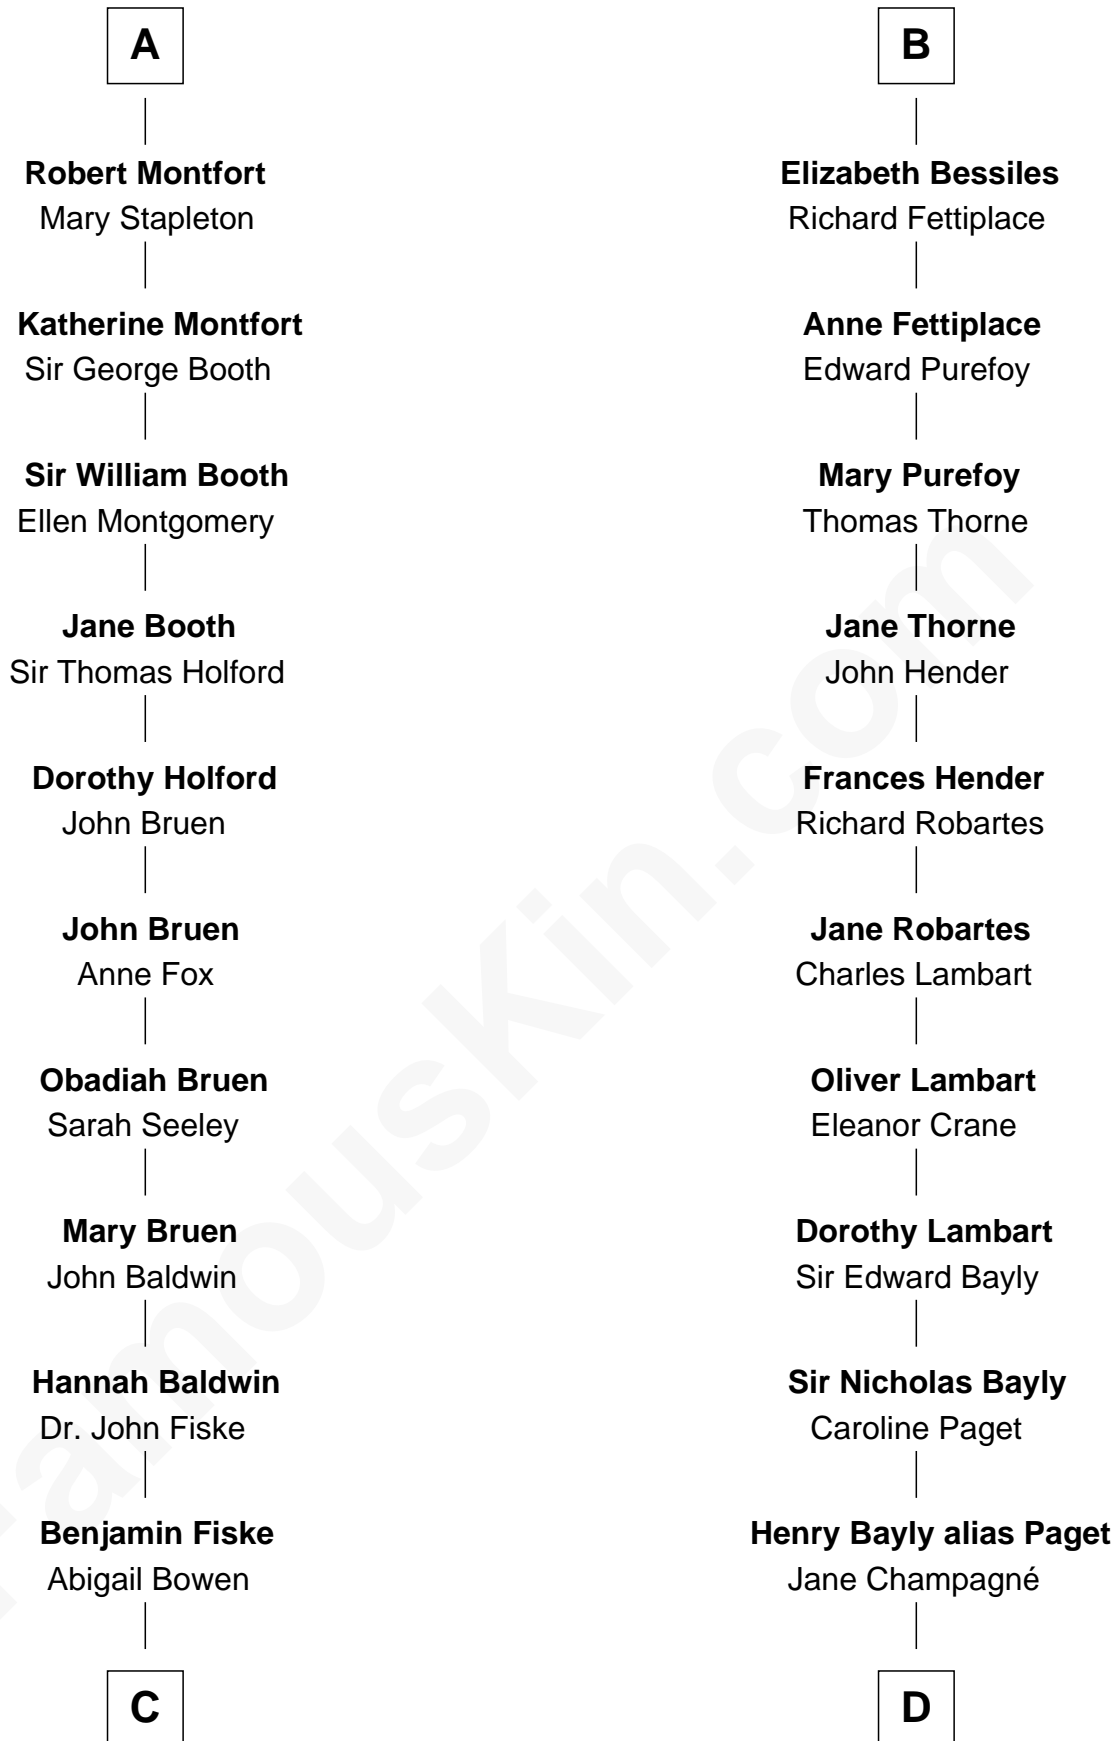 A
Robert Montfort
Mary Stapleton
Katherine Montfort
Sir George Booth
Sir William Booth
Ellen Montgomery
Jane Booth
Sir Thomas Holford
Dorothy Holford
John Bruen
John Bruen
Anne Fox
Obadiah Bruen
Sarah Seeley
Mary Bruen
John Baldwin
Hannah Baldwin
Dr. John Fiske
Benjamin Fiske
Abigail Bowen
C
B
Elizabeth Bessiles
Richard Fettiplace
Anne Fettiplace
Edward Purefoy
Mary Purefoy
Thomas Thorne
Jane Thorne
John Hender
Frances Hender
Richard Robartes
Jane Robartes
Charles Lambart
Oliver Lambart
Eleanor Crane
Dorothy Lambart
Sir Edward Bayly
Sir Nicholas Bayly
Caroline Paget
Henry Bayly alias Paget
Jane Champagné
D
FamousKin.com